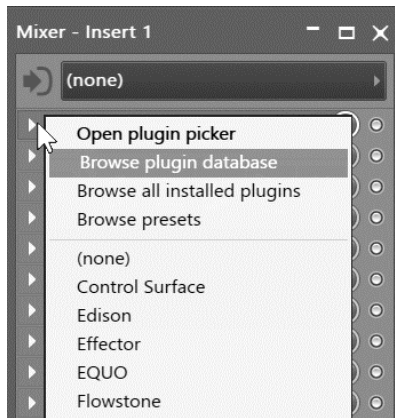 Mixer - Insert 1
(none)
Open plugin picker
Browse plugin database
Browse all installed plugins
Browse presets
(none)
Control Surface
Edison
Effector
EQUO
Flowstone